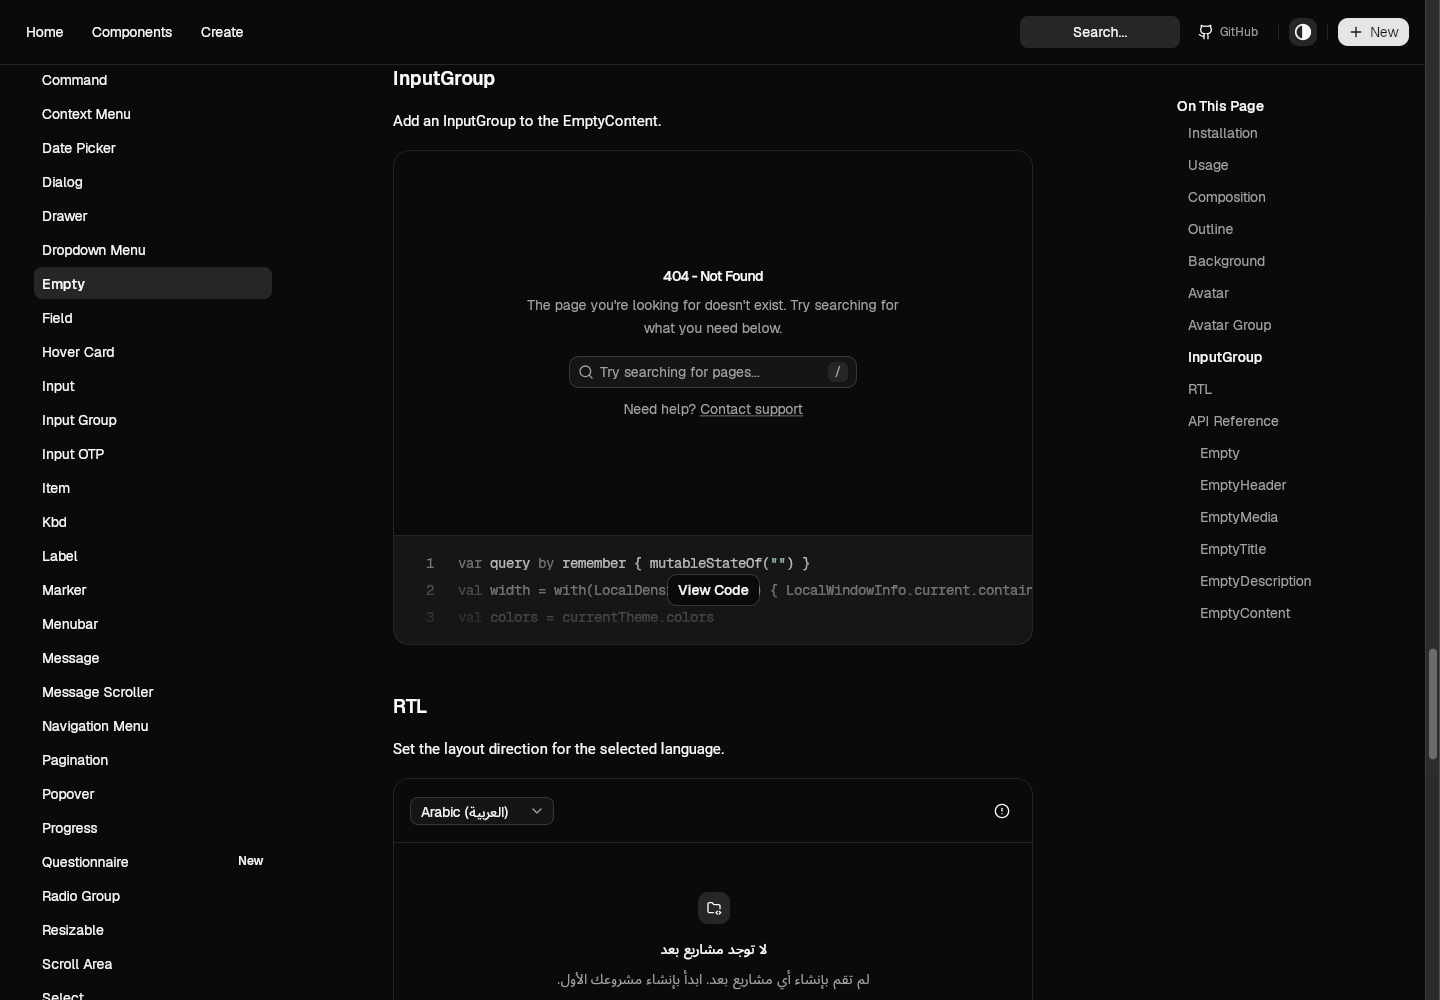 Home
Components
Create
Search...
GitHub
New
Command
Context Menu
Date Picker
Dialog
Drawer
Dropdown Menu
Empty
Field
Hover Card
Input
Input Group
Input OTP
Item
Kbd
Label
Marker
Menubar
Message
Message Scroller
Navigation Menu
Pagination
Popover
Progress
Questionnaire
New
Radio Group
Resizable
Scroll Area
Select
InputGroup
Add an InputGroup to the EmptyContent.
404 - Not Found
The page you're looking for doesn't exist. Try searching for
what you need below.
Try searching for pages...
/
Need help? Contact support
1 var query by remember { mutableStateOf("") }
2 val width = with(LocalDens ) { LocalWindowInfo.current.contain
View Code
3 val colors = currentTheme.colors
RTL
Set the layout direction for the selected language.
Arabic (العربية)
لا توجد مشاريع بعد
لم تقم بإنشاء أي مشاريع بعد. ابدأ بإنشاء مشروعك الأول.
On This Page
Installation
Usage
Composition
Outline
Background
Avatar
Avatar Group
InputGroup
RTL
API Reference
Empty
EmptyHeader
EmptyMedia
EmptyTitle
EmptyDescription
EmptyContent